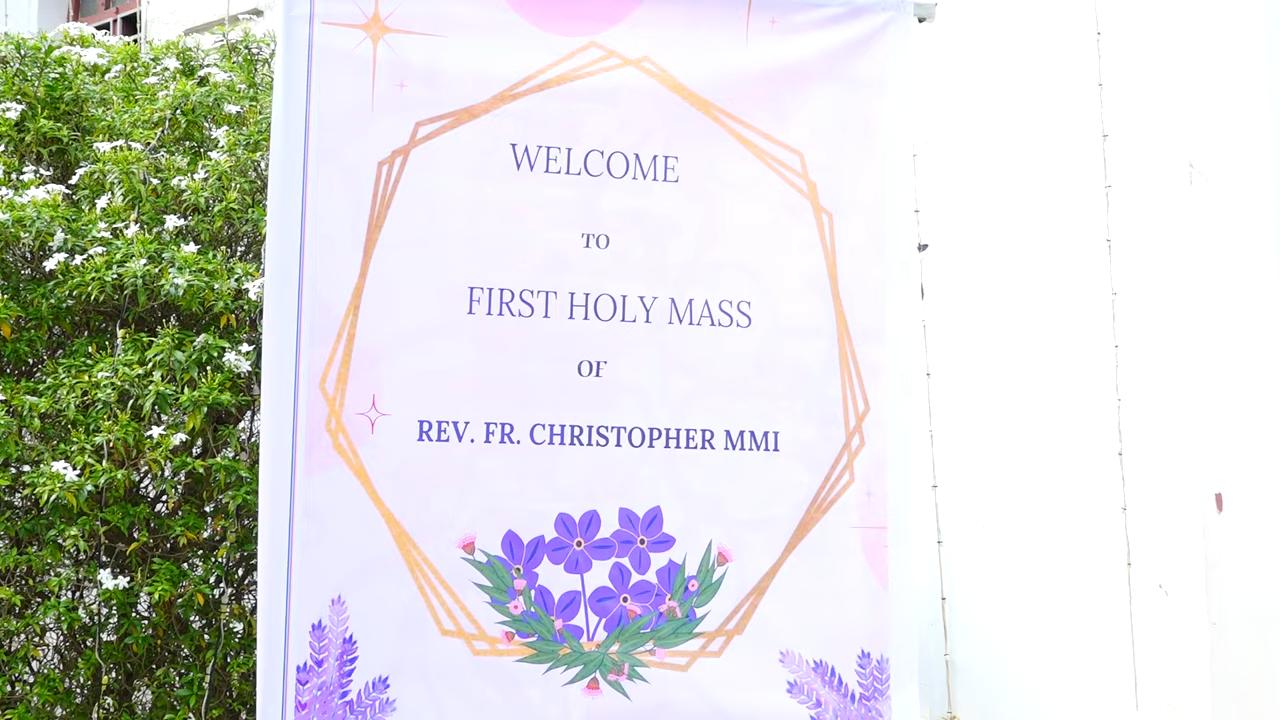 WELCOME
TO
FIRST HOLY MASS
OF
REV. FR. CHRISTOPHER MMI